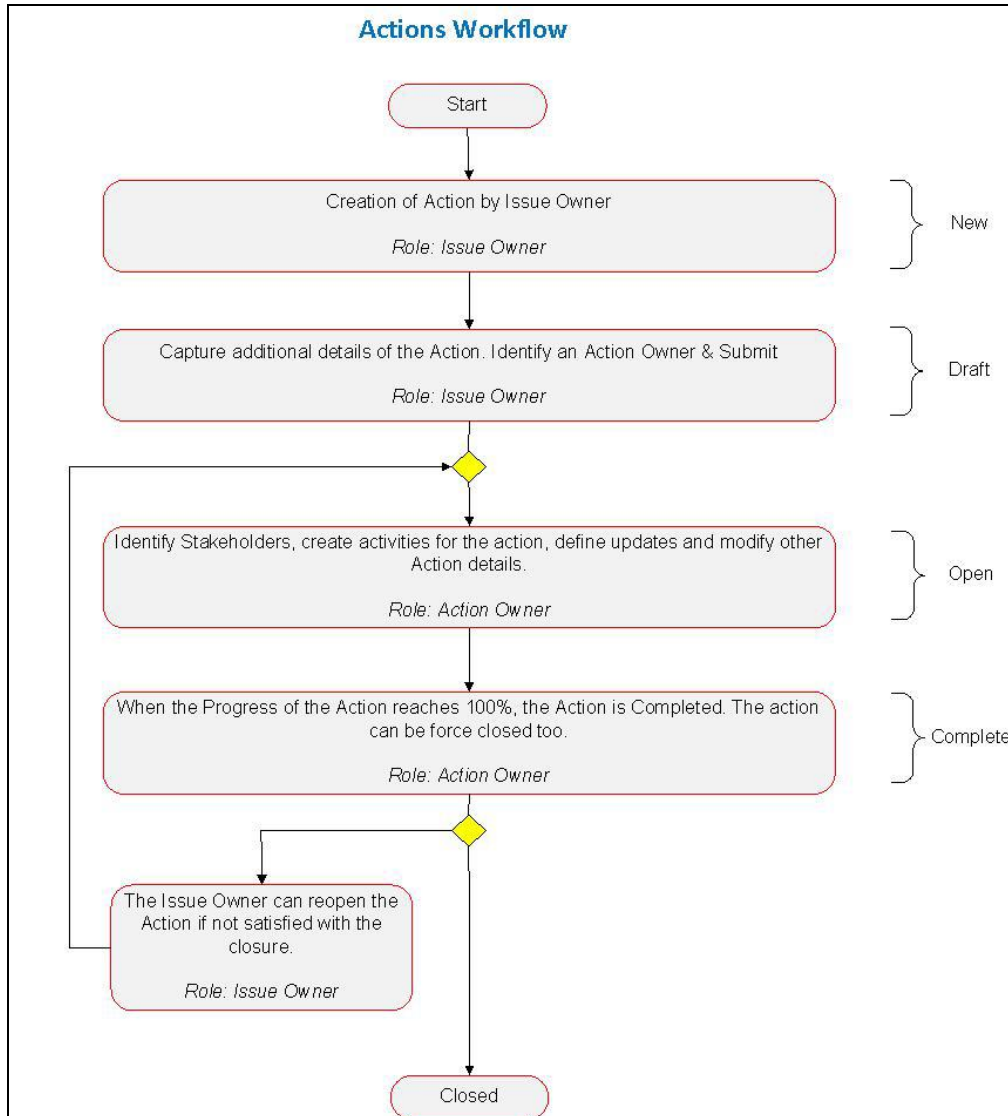 Actions Workflow
Start
Creation of Action by Issue Owner
Role: Issue Owner
New
Capture additional details of the Action. Identify an Action Owner & Submit
Role: Issue Owner
Draft
Identify Stakeholders, create activities for the action, define updates and modify other
Action details.
Role: Action Owner
Open
When the Progress of the Action reaches 100%, the Action is Completed. The action
can be force closed too.
Role: Action Owner
Complete
The Issue Owner can reopen the
Action if not satisfied with the
closure.
Role: Issue Owner
Closed